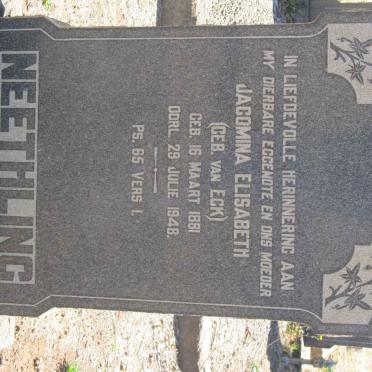 IN LIEFDEVOLLE HERINNERING AAN
MY DIERBARE EGGENOTE EN ONS MOEDER
JACOMINA ELISABETH
(GEB. VAN ECK)
GEB. 16 MAART 1881
OORL. 29 JULIE 1948.
PS. 65 VERS 1.
NEETHLING